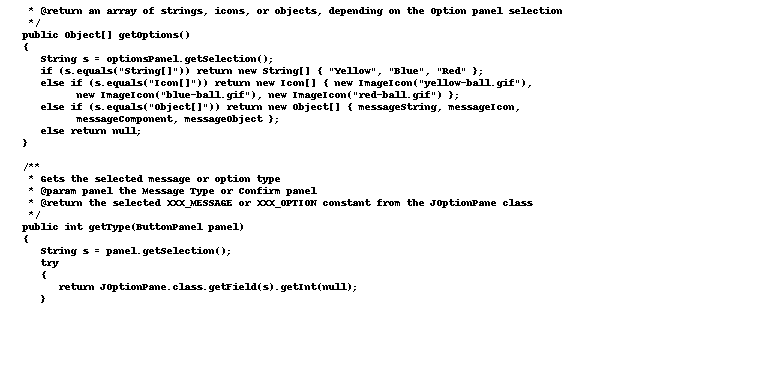 * @return an array of strings, icons, or objects, depending on the Option panel selection
 */
public Object[] getOptions()
{
   String s = optionsPanel.getSelection();
   if (s.equals("String[]")) return new String[] { "Yellow", "Blue", "Red" };
   else if (s.equals("Icon[]")) return new Icon[] { new ImageIcon("yellow-ball.gif"),
         new ImageIcon("blue-ball.gif"), new ImageIcon("red-ball.gif") };
   else if (s.equals("Object[]")) return new Object[] { messageString, messageIcon,
         messageComponent, messageObject };
   else return null;
}

/**
 * Gets the selected message or option type
 * @param panel the Message Type or Confirm panel
 * @return the selected XXX_MESSAGE or XXX_OPTION constant from the JOptionPane class
 */
public int getType(ButtonPanel panel)
{
   String s = panel.getSelection();
   try
   {
      return JOptionPane.class.getField(s).getInt(null);
   }